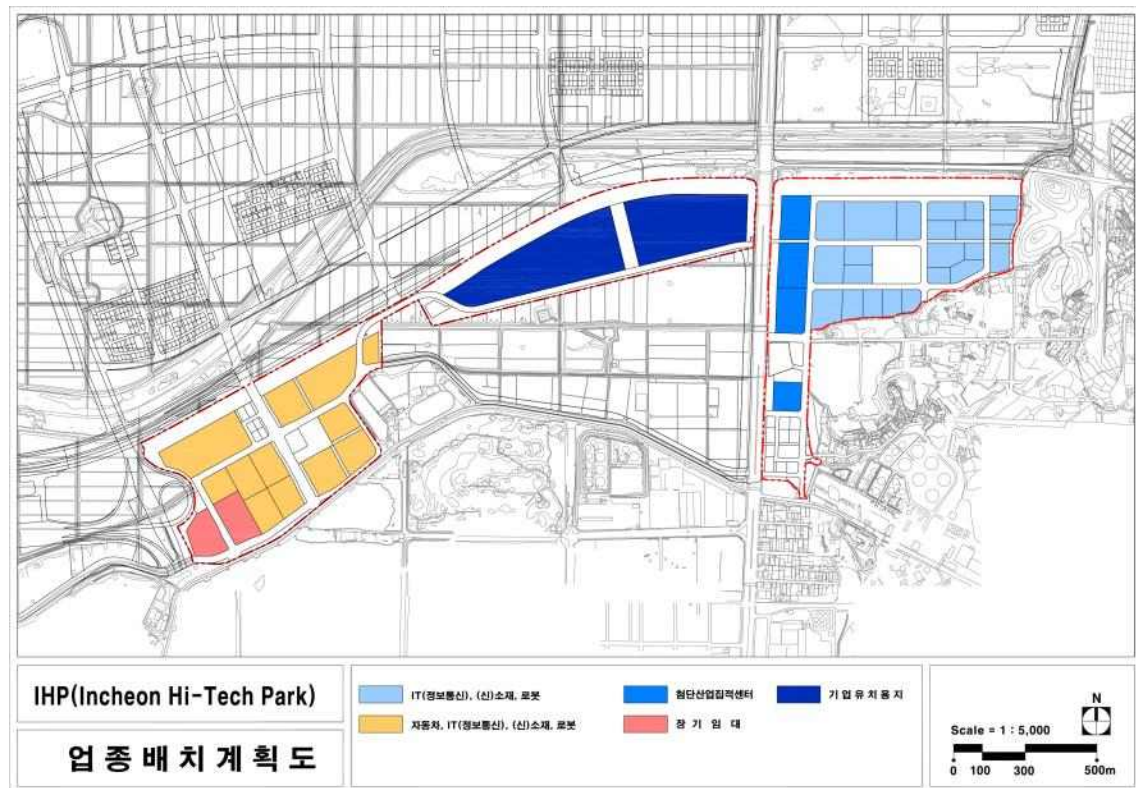 IHP(Incheon Hi-Tech Park)
업종배치계획도
IT(정보통신), (신)소재, 로봇
첨단산업집적센터
기업유치용지
자동차, IT(정보통신), (신)소재, 로봇
장 기 임 대
N
Scale = 1 : 5,000
0 100 300 500m